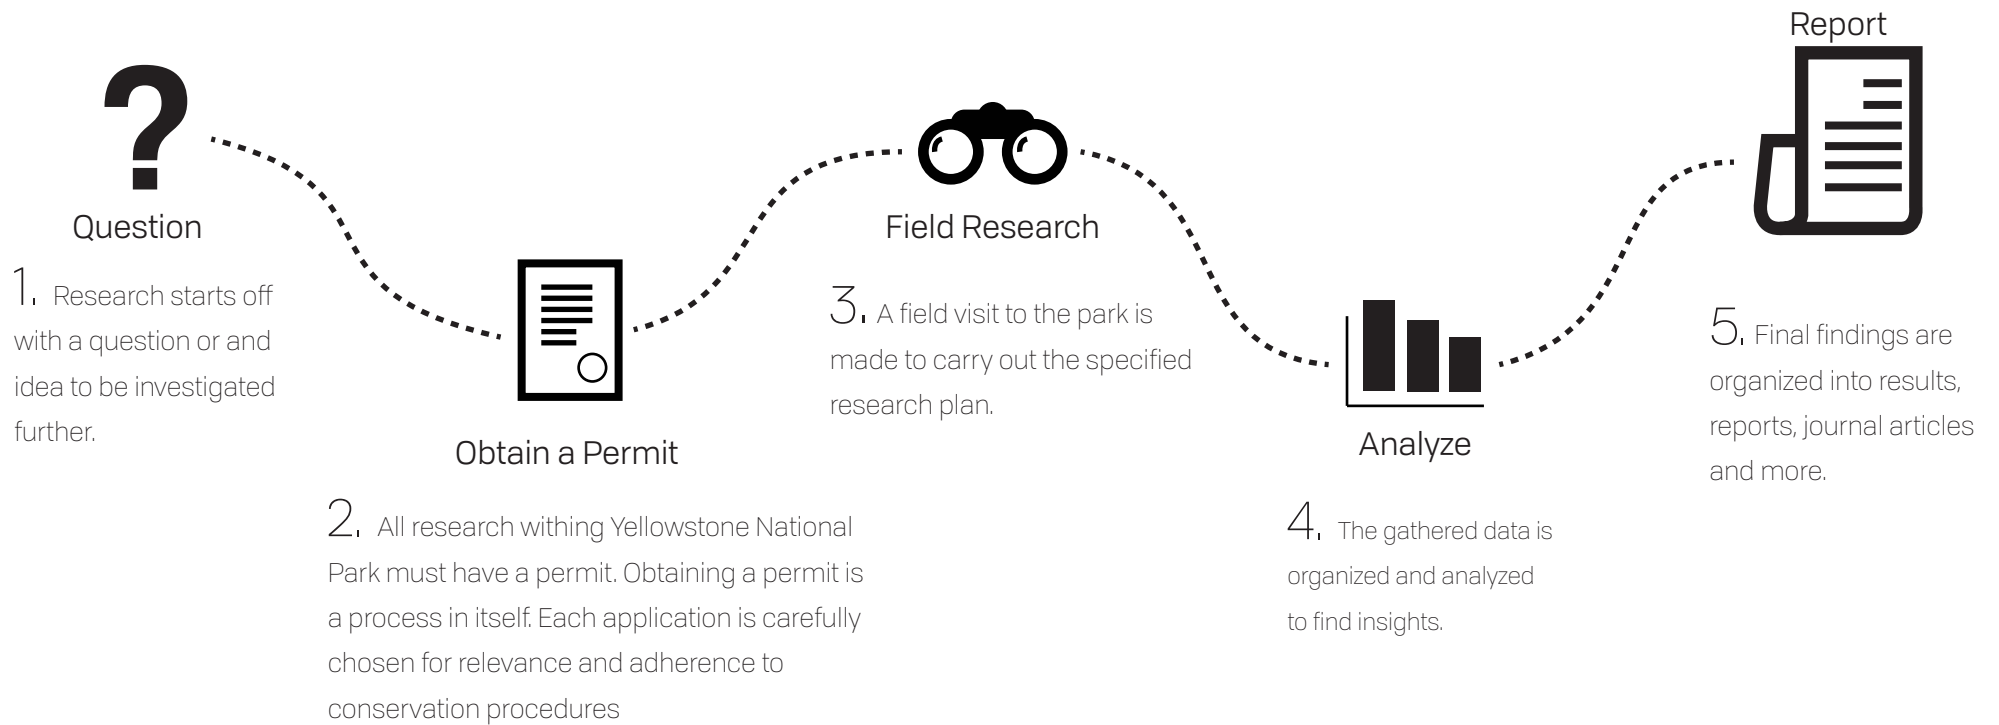 Question
1. Research starts off
with a question or and
idea to be investigated
further.
Obtain a Permit
2. All research withing Yellowstone National
Park must have a permit. Obtaining a permit is
a process in itself. Each application is carefully
chosen for relevance and adherence to
conservation procedures
Field Research
3. A field visit to the park is
made to carry out the specified
research plan.
Analyze
4. The gathered data is
organized and analyzed
to find insights.
Report
5. Final findings are
organized into results,
reports, journal articles
and more.